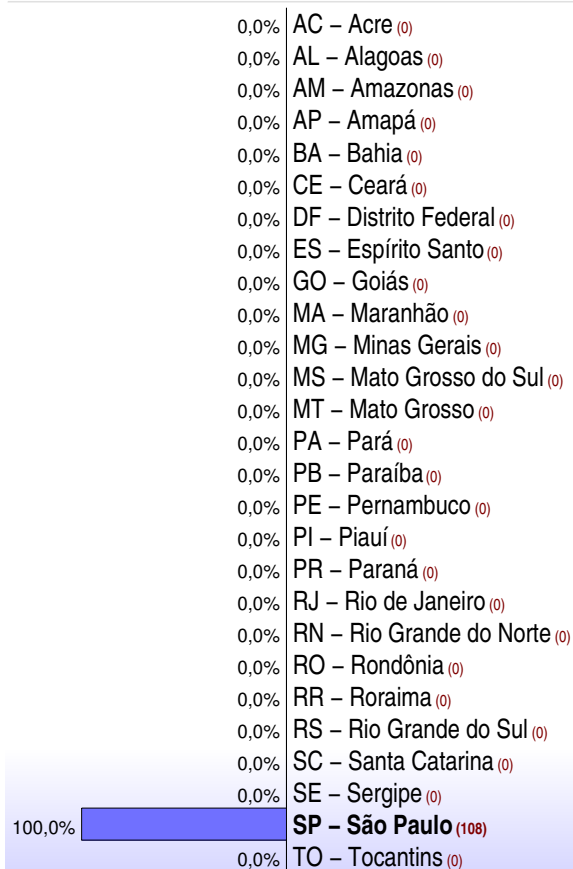 0,0% AC – Acre (0)
0,0% AL – Alagoas (0)
0,0% AM – Amazonas (0)
0,0% AP – Amapá (0)
0,0% BA – Bahia (0)
0,0% CE – Ceará (0)
0,0% DF – Distrito Federal (0)
0,0% ES – Espírito Santo (0)
0,0% GO – Goiás (0)
0,0% MA – Maranhão (0)
0,0% MG – Minas Gerais (0)
0,0% MS – Mato Grosso do Sul (0)
0,0% MT – Mato Grosso (0)
0,0% PA – Pará (0)
0,0% PB – Paraíba (0)
0,0% PE – Pernambuco (0)
0,0% PI – Piauí (0)
0,0% PR – Paraná (0)
0,0% RJ – Rio de Janeiro (0)
0,0% RN – Rio Grande do Norte (0)
0,0% RO – Rondônia (0)
0,0% RR – Roraima (0)
0,0% RS – Rio Grande do Sul (0)
0,0% SC – Santa Catarina (0)
0,0% SE – Sergipe (0)
100,0% SP – São Paulo (108)
0,0% TO – Tocantins (0)